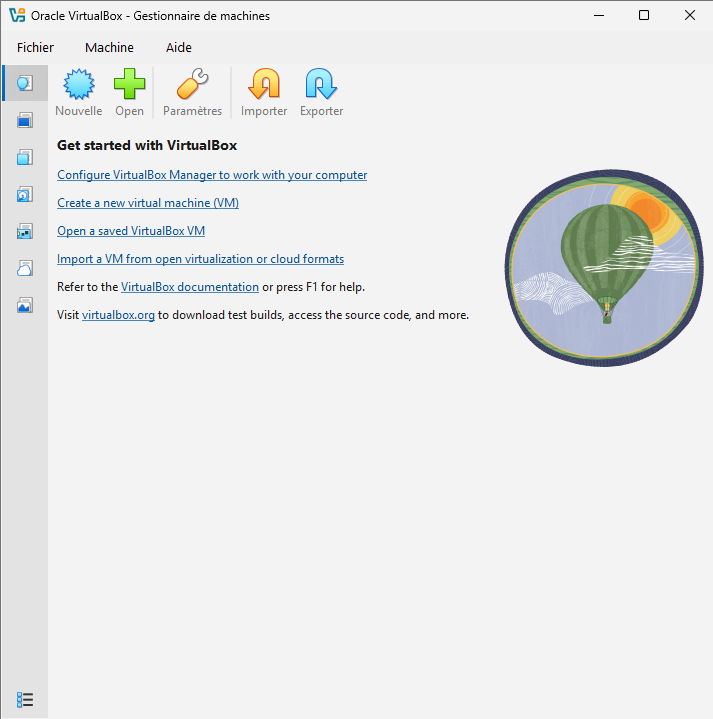 Oracle VirtualBox - Gestionnaire de machines
Fichier Machine Aide
Nouvelle Open Paramètres Importer Exporter
Get started with VirtualBox
Configure VirtualBox Manager to work with your computer
Create a new virtual machine (VM)
Open a saved VirtualBox VM
Import a VM from open virtualization or cloud formats
Refer to the VirtualBox documentation or press F1 for help.
Visit virtualbox.org to download test builds, access the source code, and more.